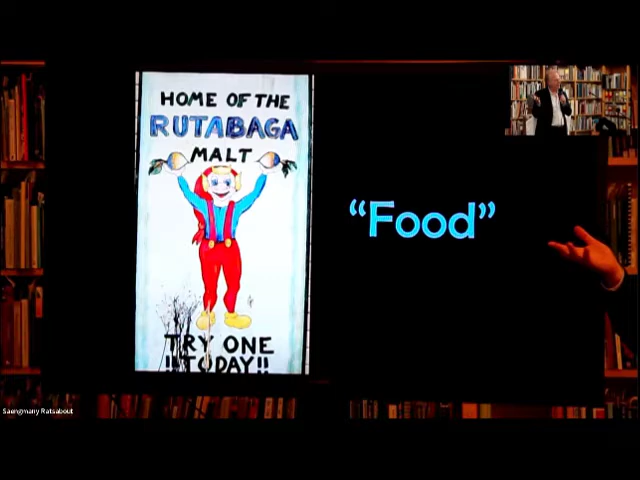 HOME OF THE
RUTABAGA
MALT
TRY ONE
!!TODAY!!
“Food”
Saengmany Ratsabout